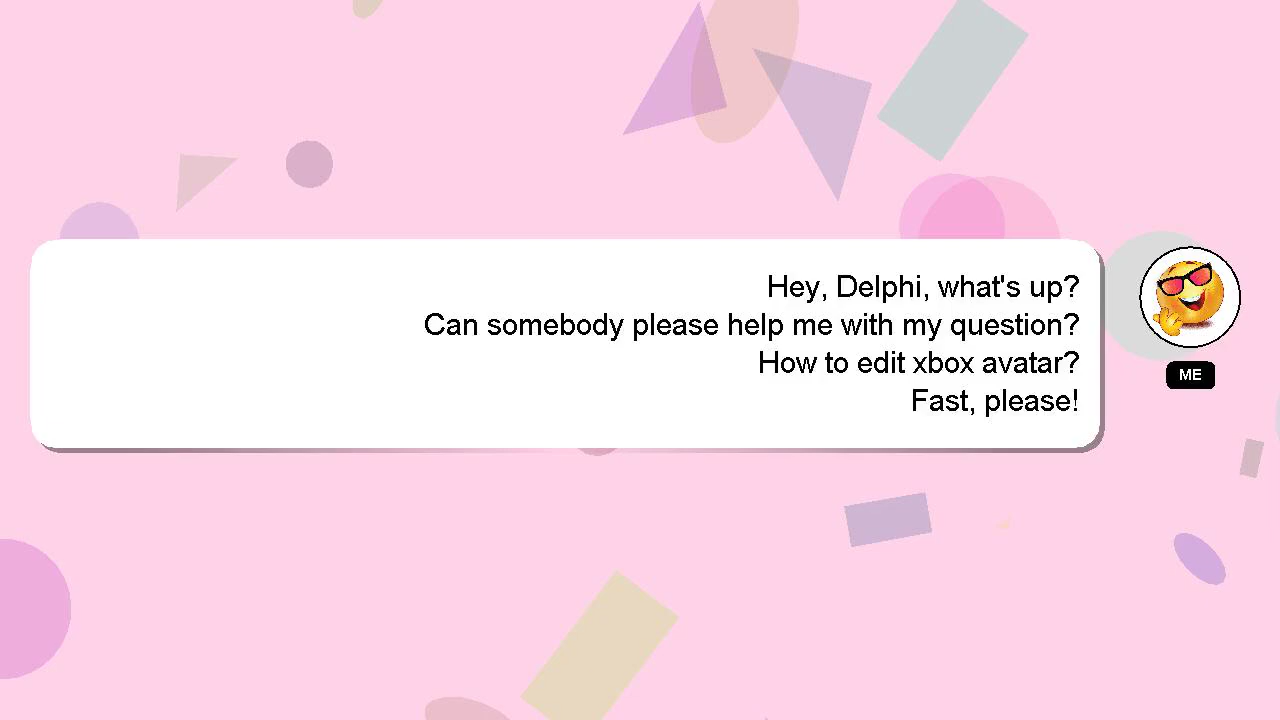 Hey, Delphi, what's up?
Can somebody please help me with my question?
How to edit xbox avatar?
Fast, please!
ME